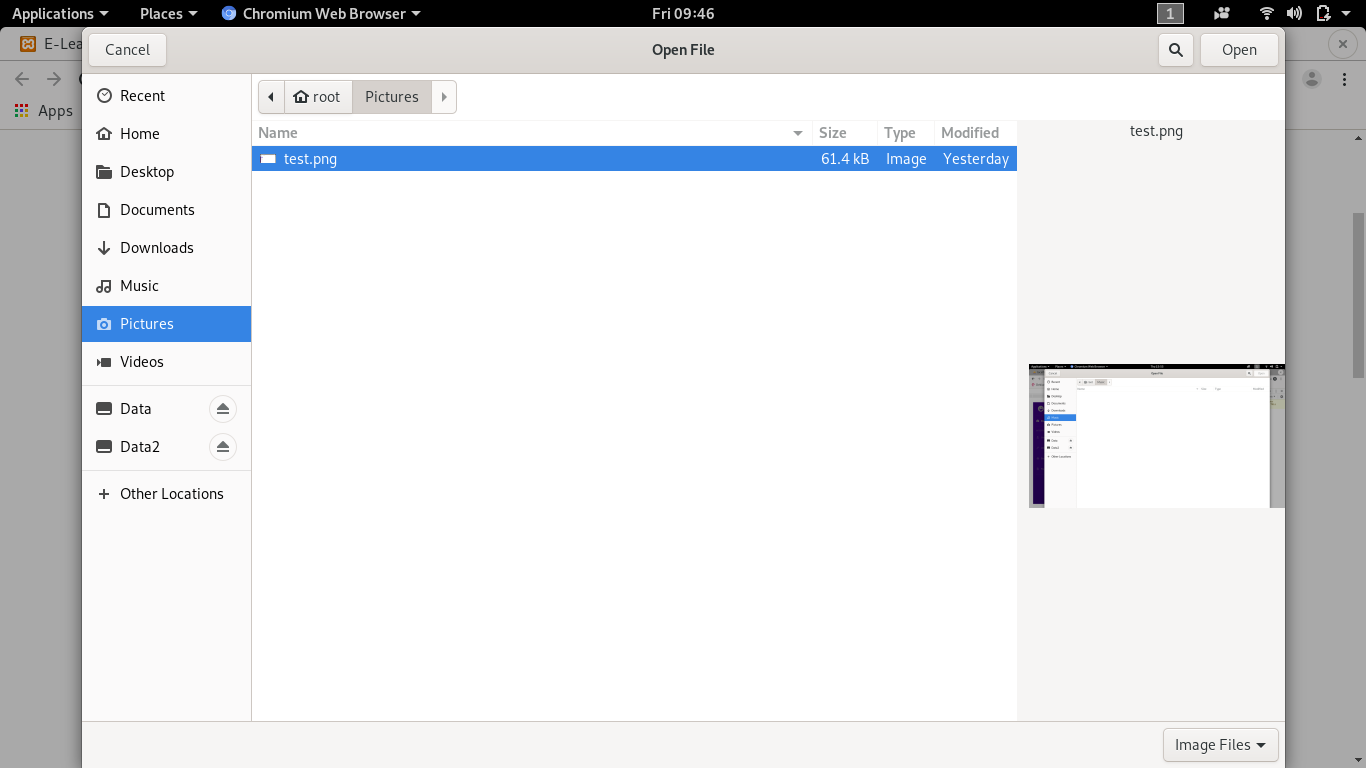 Applications Places Chromium Web Browser Fri 09:46 1
E-Lea
Cancel Open File Open
Apps
Recent
Home
Desktop
Documents
Downloads
Music
Pictures
Videos
Data
Data2
Other Locations
root Pictures
Name Size Type Modified
test.png 61.4 kB Image Yesterday
test.png
Image Files